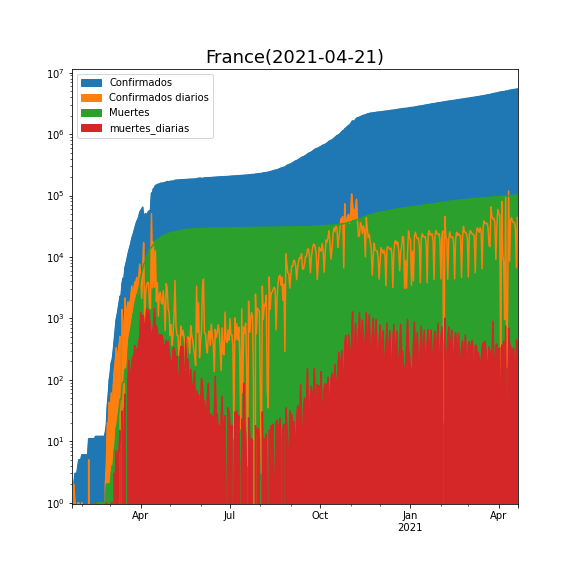 France(2021-04-21)
10⁷
10⁶
10⁵
10⁴
10³
10²
10¹
10⁰
Confirmados
Confirmados diarios
Muertes
muertes_diarias
Apr
Jul
Oct
Jan
2021
Apr